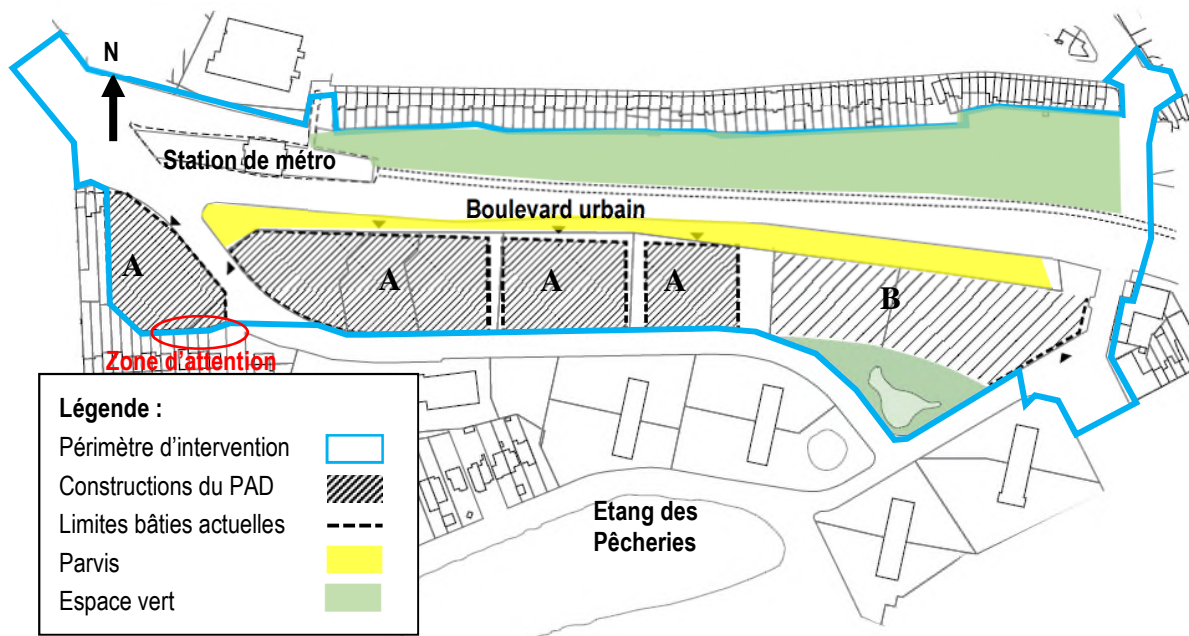 N
Station de métro
Boulevard urbain
A
A
A
A
B
Zone d'attention
Etang des
Pêcheries
Légende :
Périmètre d'intervention
Constructions du PAD
Limites bâties actuelles
Parvis
Espace vert